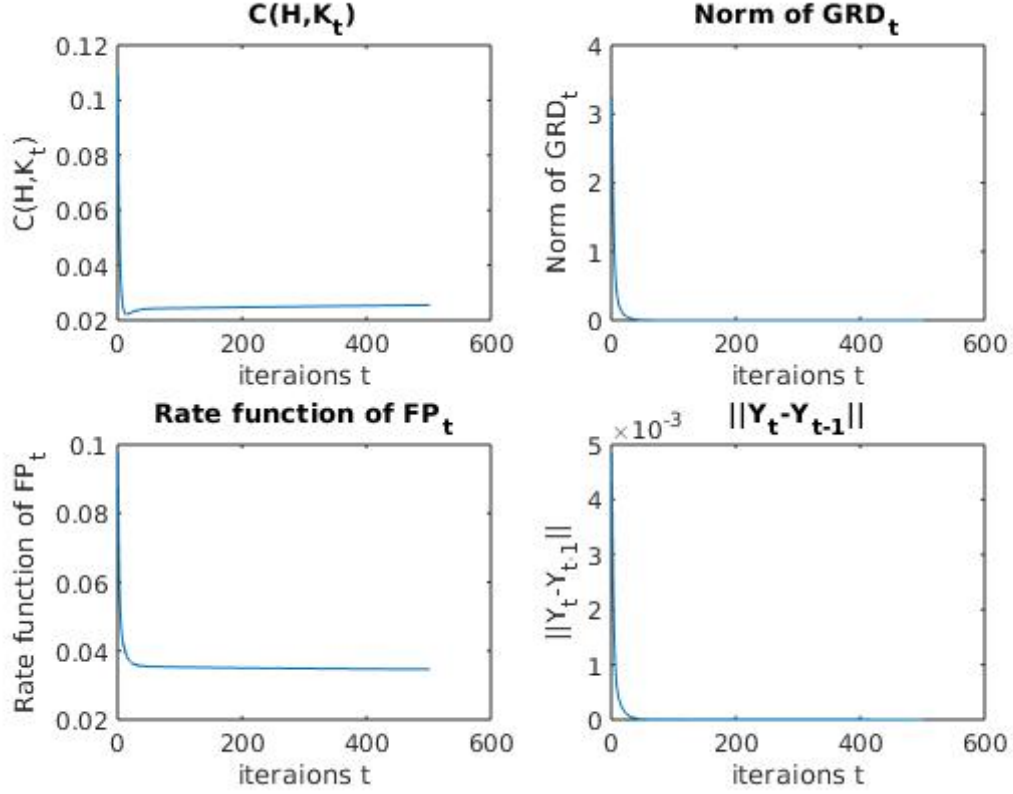 C(H,K_t)
0.12
0.1
0.08
0.06
0.04
0.02
C(H,K_t)
0 200 400 600
iteraions t
Norm of GRD_t
4
3
2
1
0
Norm of GRD_t
0 200 400 600
iteraions t
Rate function of FP_t
0.1
0.08
0.06
0.04
0.02
Rate function of FP_t
0 200 400 600
iteraions t
||Y_t-Y_{t-1}||
×10^{-3}
5
4
3
2
1
0
||Y_t-Y_{t-1}||
0 200 400 600
iteraions t